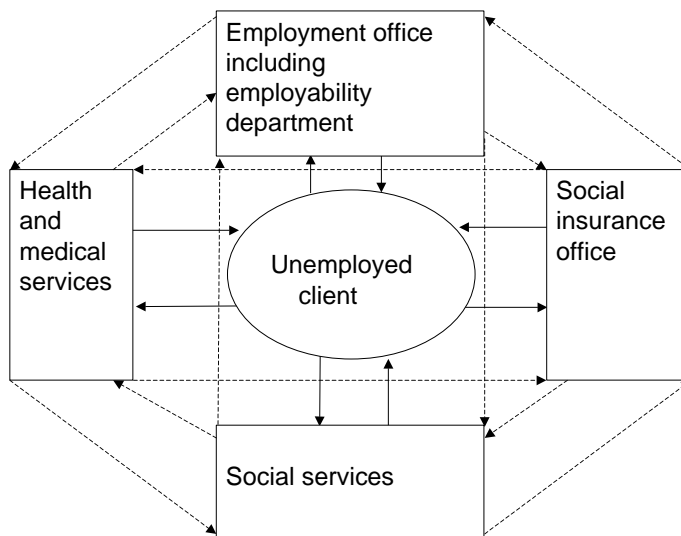 Employment office
including
employability
department
Health
and
medical
services
Social
insurance
office
Unemployed
client
Social services